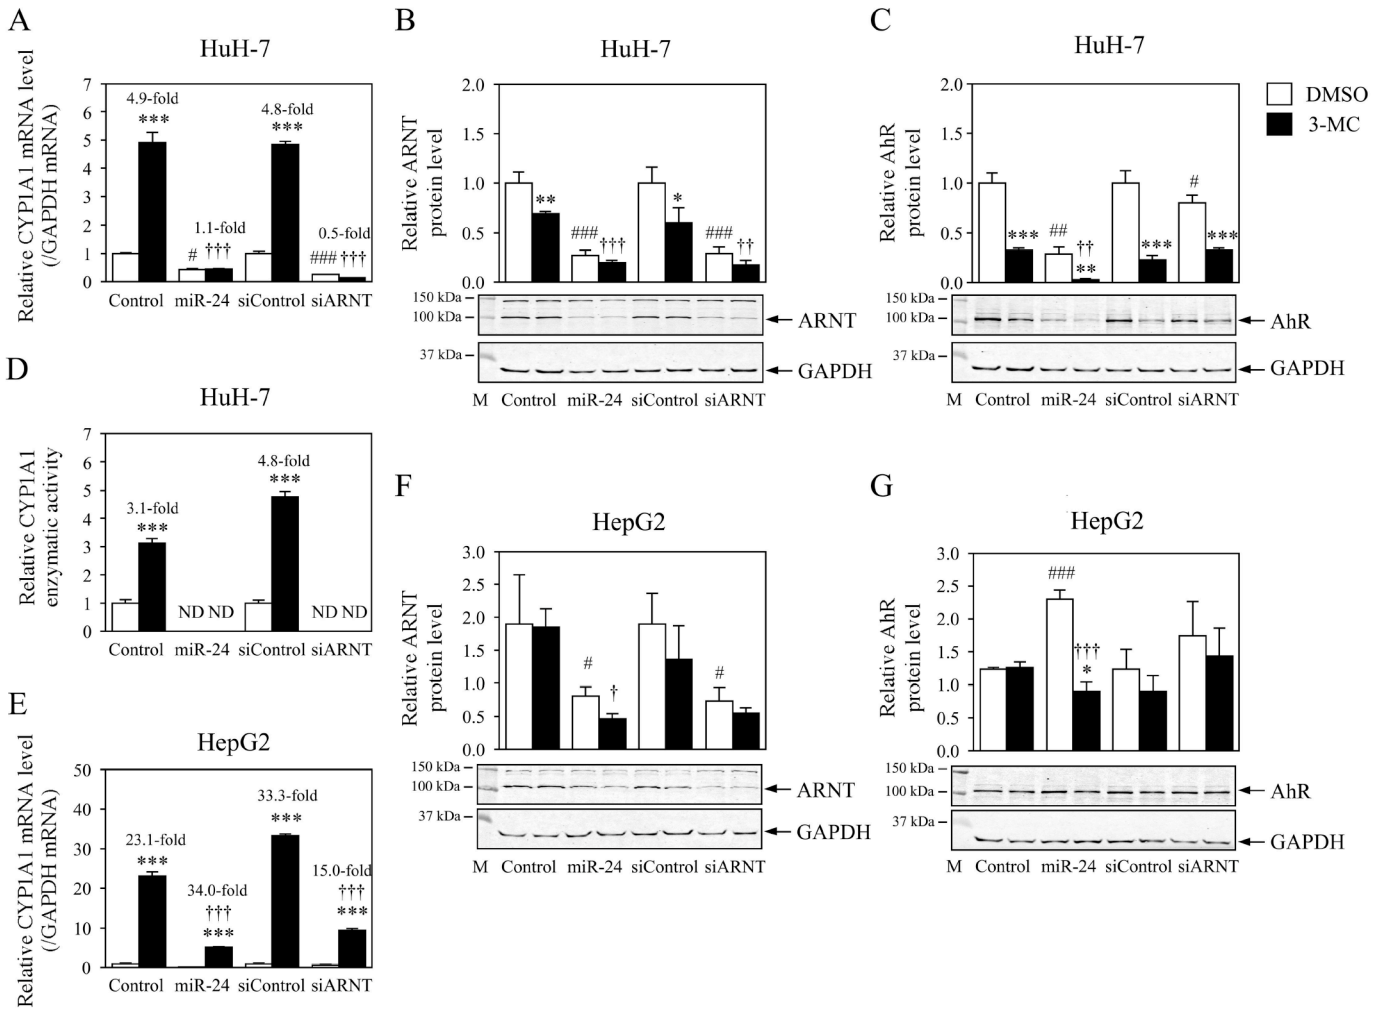 A
HuH-7
Relative CYP1A1 mRNA level
(/GAPDH mRNA)
7
6
5
4
3
2
1
0
4.9-fold
***
#
1.1-fold
†††
4.8-fold
***
###
0.5-fold
†††
Control miR-24 siControl siARNT
B
HuH-7
Relative ARNT
protein level
2.0
1.5
1.0
0.5
0.0
**
###
†††
*
###
††
150 kDa
100 kDa
ARNT
37 kDa
GAPDH
M Control miR-24 siControl siARNT
C
HuH-7
Relative AhR
protein level
2.0
1.5
1.0
0.5
0.0
***
##
††
**
***
#
***
DMSO
3-MC
150 kDa
100 kDa
AhR
37 kDa
GAPDH
M Control miR-24 siControl siARNT
D
HuH-7
Relative CYP1A1
enzymatic activity
7
6
5
4
3
2
1
0
3.1-fold
***
ND ND
4.8-fold
***
ND ND
Control miR-24 siControl siARNT
E
HepG2
Relative CYP1A1 mRNA level
(/GAPDH mRNA)
50
40
30
20
10
0
23.1-fold
***
34.0-fold
†††
***
33.3-fold
***
15.0-fold
†††
***
Control miR-24 siControl siARNT
F
HepG2
Relative ARNT
protein level
3.0
2.5
2.0
1.5
1.0
0.5
0.0
#
†
#
150 kDa
100 kDa
ARNT
37 kDa
GAPDH
M Control miR-24 siControl siARNT
G
HepG2
Relative AhR
protein level
3.0
2.5
2.0
1.5
1.0
0.5
0.0
###
†††
*
150 kDa
100 kDa
AhR
37 kDa
GAPDH
M Control miR-24 siControl siARNT